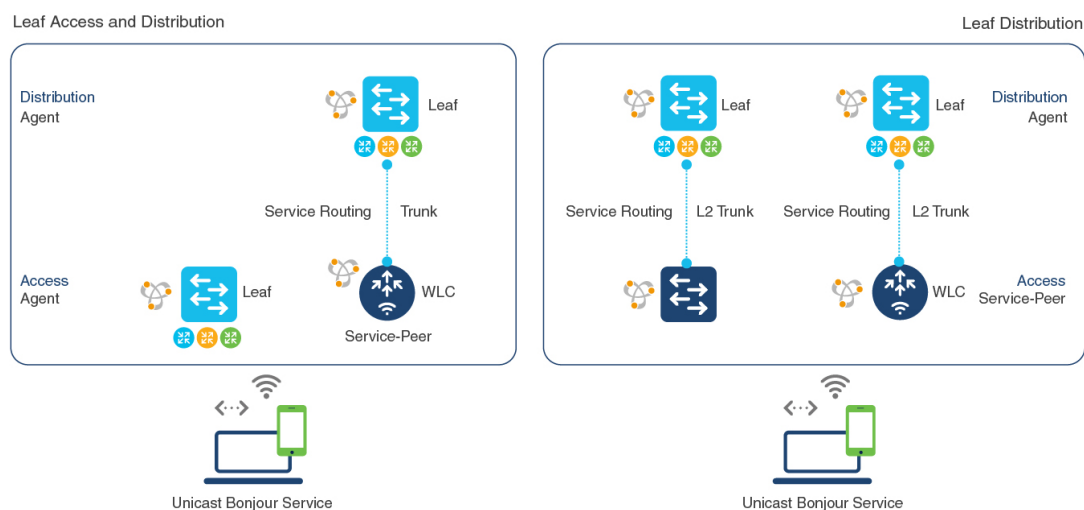 Leaf Access and Distribution
Distribution
Agent
Leaf
Service Routing
Trunk
Access
Agent
Leaf
WLC
Service-Peer
Unicast Bonjour Service
Leaf Distribution
Leaf
Leaf
Distribution
Agent
Service Routing
L2 Trunk
Service Routing
L2 Trunk
WLC
Access
Service-Peer
Unicast Bonjour Service